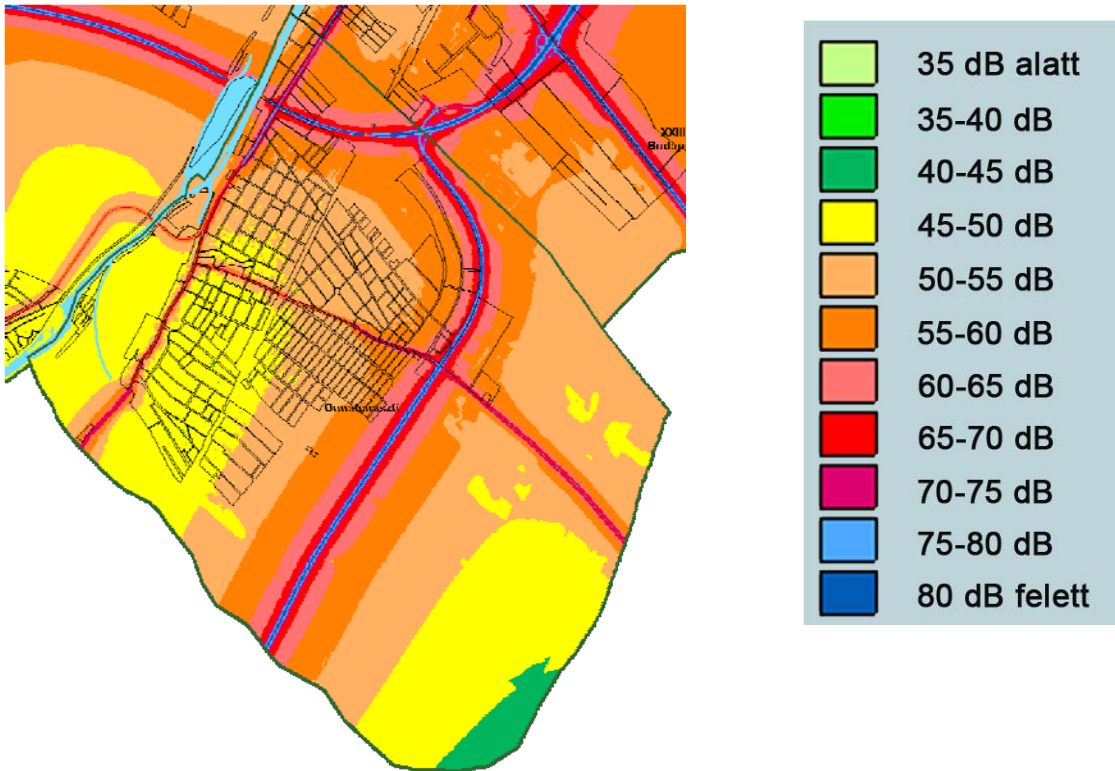 XXIII
35 dB alatt
35-40 dB
40-45 dB
45-50 dB
50-55 dB
55-60 dB
60-65 dB
65-70 dB
70-75 dB
75-80 dB
80 dB felett